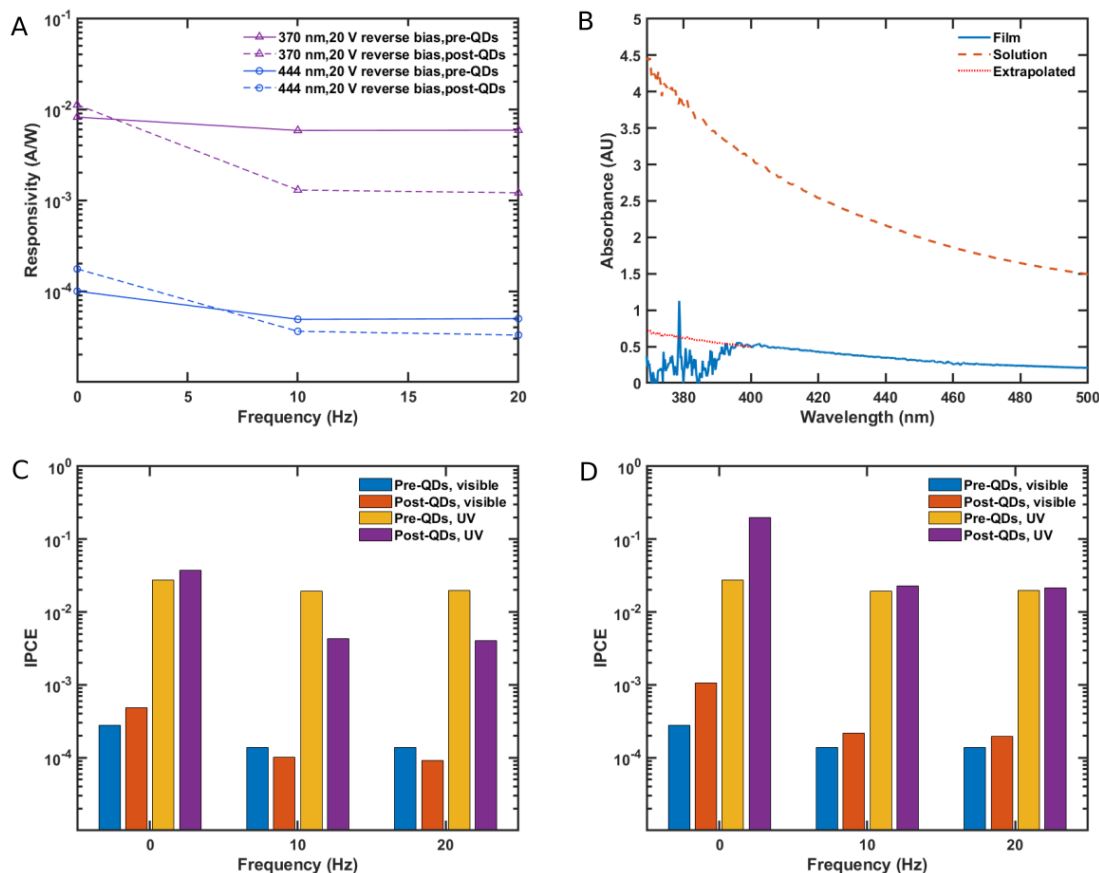 A
10^-1
10^-2
10^-3
10^-4
0
5
10
15
20
Responsivity (A/W)
Frequency (Hz)
370 nm,20 V reverse bias,pre-QDs
370 nm,20 V reverse bias,post-QDs
444 nm,20 V reverse bias,pre-QDs
444 nm,20 V reverse bias,post-QDs
B
5
4.5
4
3.5
3
2.5
2
1.5
1
0.5
0
380
400
420
440
460
480
500
Absorbance (AU)
Wavelength (nm)
Film
Solution
Extrapolated
C
10^0
10^-1
10^-2
10^-3
10^-4
0
10
20
IPCE
Frequency (Hz)
Pre-QDs, visible
Post-QDs, visible
Pre-QDs, UV
Post-QDs, UV
D
10^0
10^-1
10^-2
10^-3
10^-4
0
10
20
IPCE
Frequency (Hz)
Pre-QDs, visible
Post-QDs, visible
Pre-QDs, UV
Post-QDs, UV